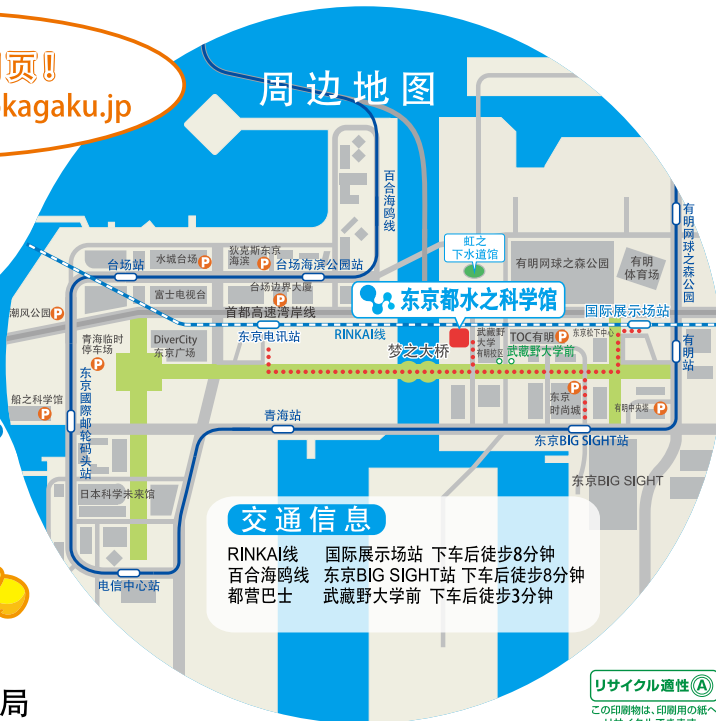 页!
kagaku.jp
周边地图
百合海鸥线
有明网球之森公园
虹之
下水道馆
台场站
水城台场
P
狄克斯东京
海滨
P
台场海滨公园站
有明网球之森公园
有明
体育场
富士电视台
台场边界大厦
P
东京都水之科学馆
潮风公园
P
首都高速湾岸线
国际展示场站
青海临时
停车场
P
DiverCity
东京广场
东京电讯站
RINKAI线
梦之大桥
武藏野
大学
有明校区
TOC有明
P
东京松下中心
武藏野大学前
有明站
船之科学馆
P
东京國際邮轮码头站
青海站
东京
时尚城
P
有明中央塔
P
东京BIG SIGHT站
东京BIG SIGHT
日本科学未来馆
电信中心站
交通信息
RINKAI线 国际展示场站 下车后徒步8分钟
百合海鸥线 东京BIG SIGHT站 下车后徒步8分钟
都营巴士 武藏野大学前 下车后徒步3分钟
局
リサイクル適性Ⓐ
この印刷物は、印刷用の紙へ